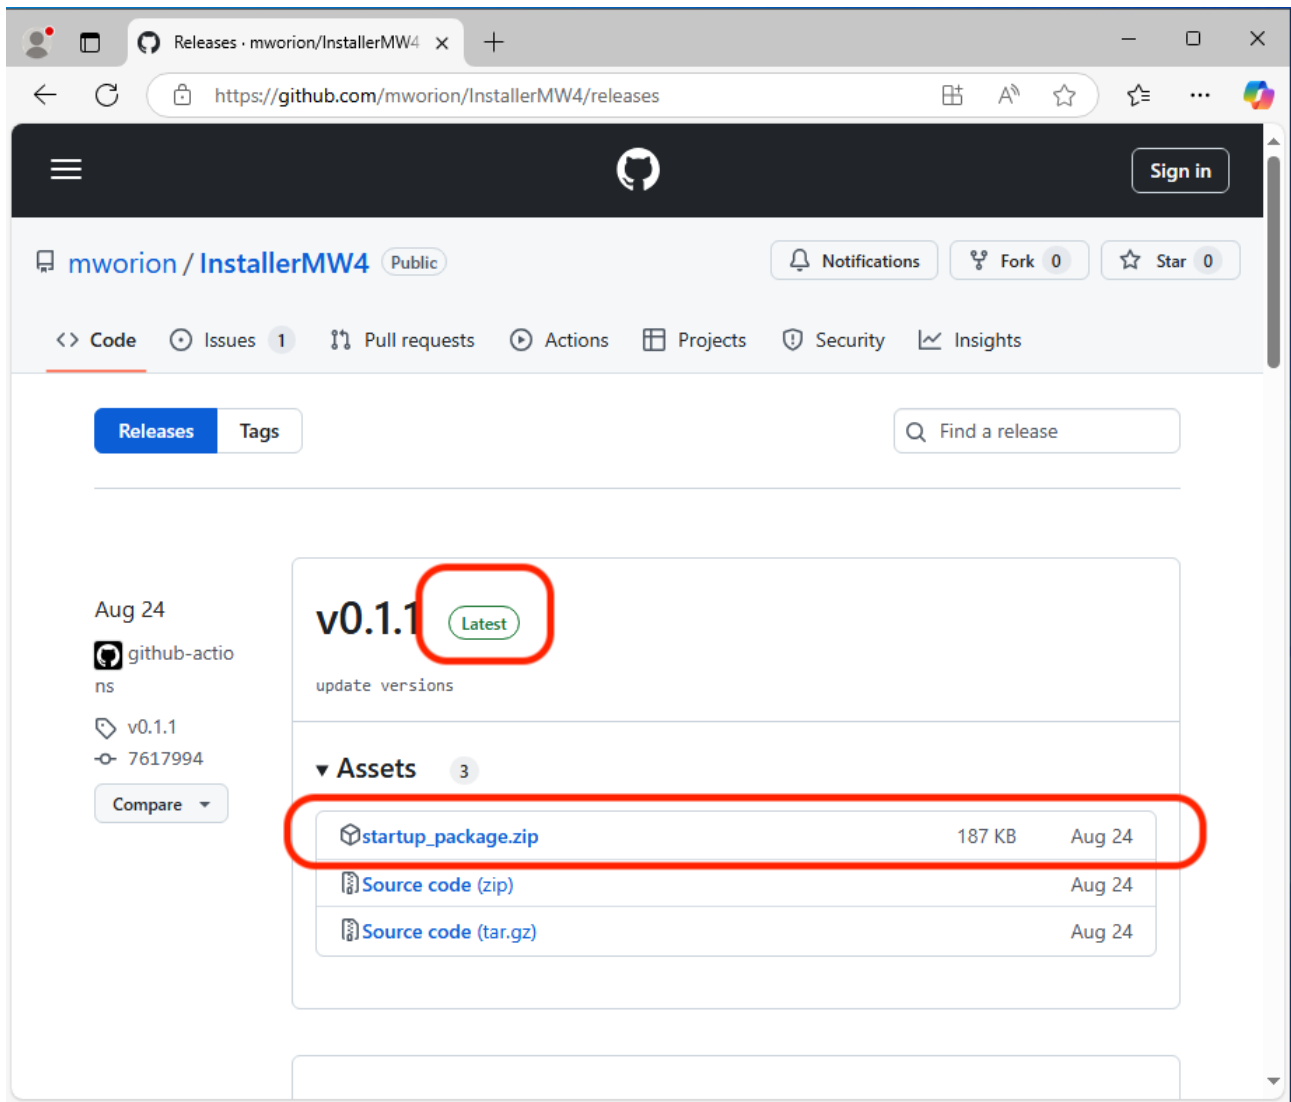 Releases · mworion/InstallerMW4
https://github.com/mworion/InstallerMW4/releases
Sign in
mworion / InstallerMW4 Public
Notifications Fork 0 Star 0
Code Issues 1 Pull requests Actions Projects Security Insights
Releases Tags Find a release
Aug 24
github-actio
ns
v0.1.1
7617994
Compare
v0.1.1 Latest
update versions
Assets 3
startup_package.zip 187 KB Aug 24
Source code (zip) Aug 24
Source code (tar.gz) Aug 24